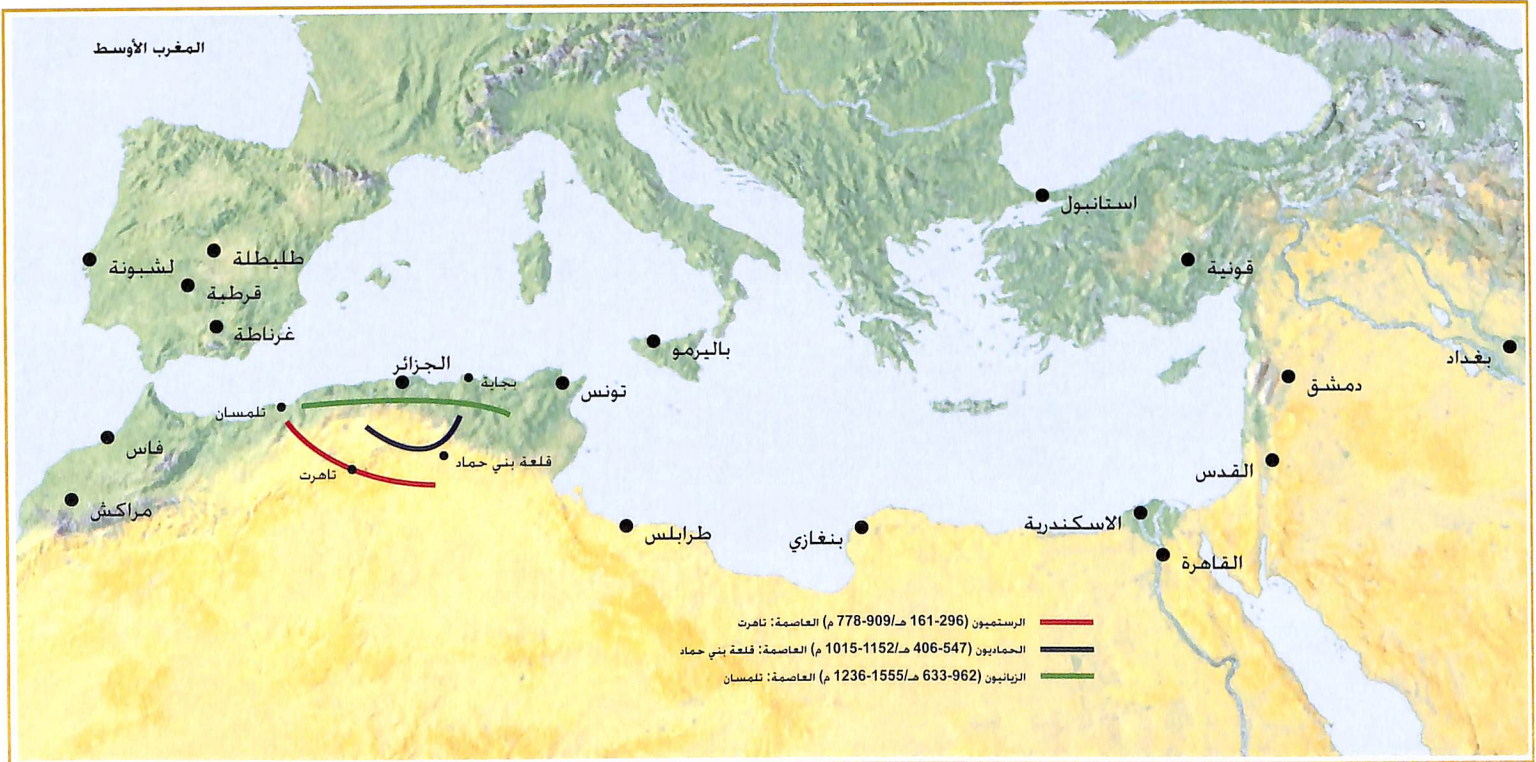 المغرب الأوسط
استانبول
طليطلة
لشبونة
قونية
قرطبة
غرناطة
باليرمو
بغداد
الجزائر
بجاية
تونس
دمشق
تلمسان
فاس
قلعة بني حماد
القدس
تاهرت
مراكش
الاسكندرية
طرابلس
بنغازي
القاهرة
الرستميون (161-296 هـ/778-909 م) العاصمة: تاهرت
الحماديون (406-547 هـ/1015-1152 م) العاصمة: قلعة بني حماد
الزيانيون (633-962 هـ/1236-1555 م) العاصمة: تلمسان